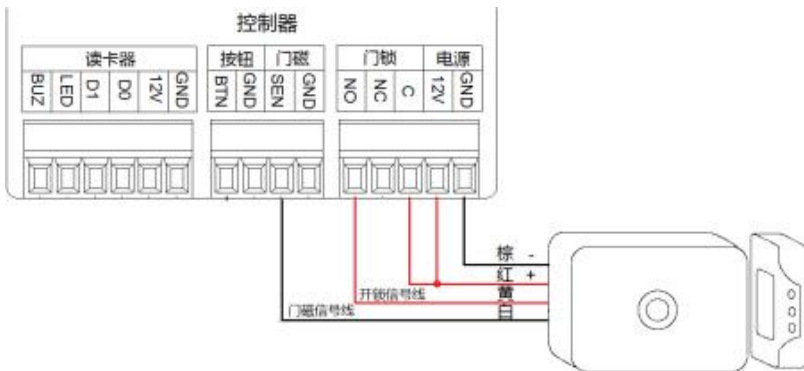 控制器
读卡器 按钮 门磁 门锁 电源
BUZ LED D1 D0 12V GND BTN GND SEN GND NO NC C 12V GND
棕 -
红 +
开锁信号线 黄
门磁信号线 白